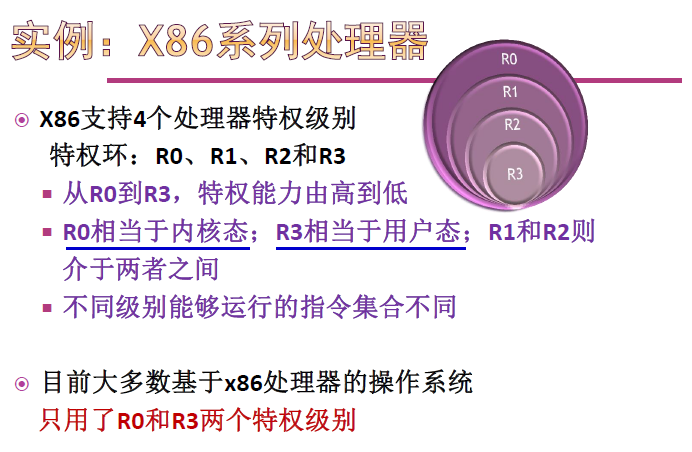 实例：X86系列处理器
R0
R1
R2
R3
X86支持4个处理器特权级别
特权环：R0、R1、R2和R3
从R0到R3，特权能力由高到低
R0相当于内核态；R3相当于用户态；R1和R2则
介于两者之间
不同级别能够运行的指令集合不同
目前大多数基于x86处理器的操作系统
只用了R0和R3两个特权级别